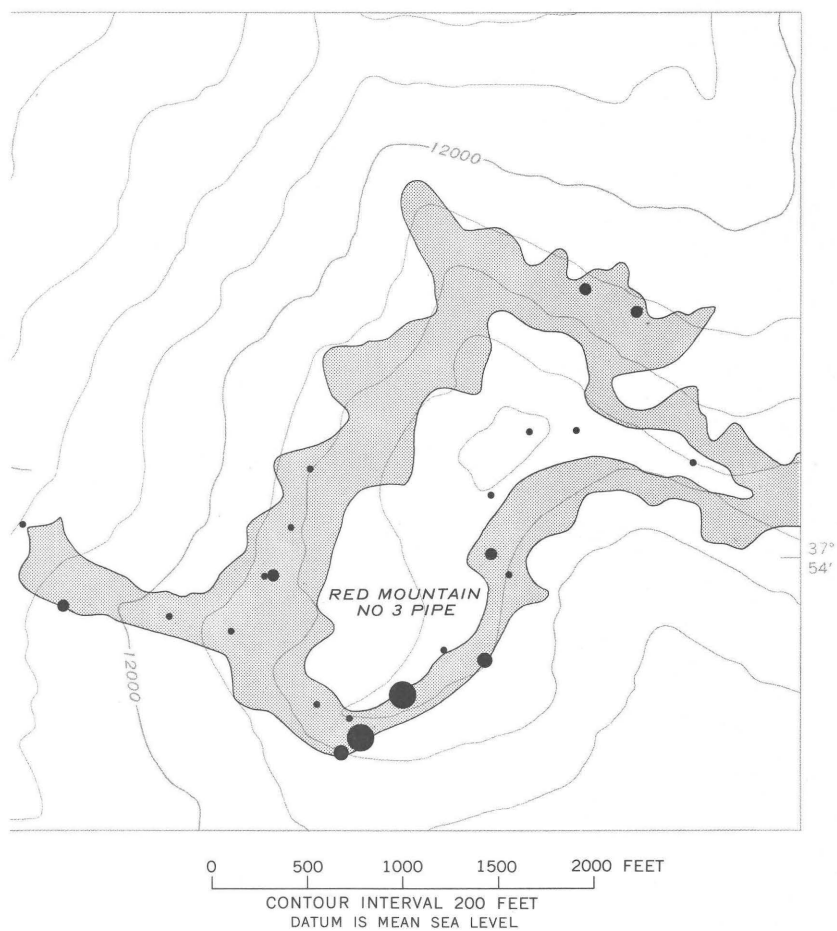 12000
37°
54'
RED MOUNTAIN
NO 3 PIPE
12000
0 500 1000 1500 2000 FEET
CONTOUR INTERVAL 200 FEET
DATUM IS MEAN SEA LEVEL